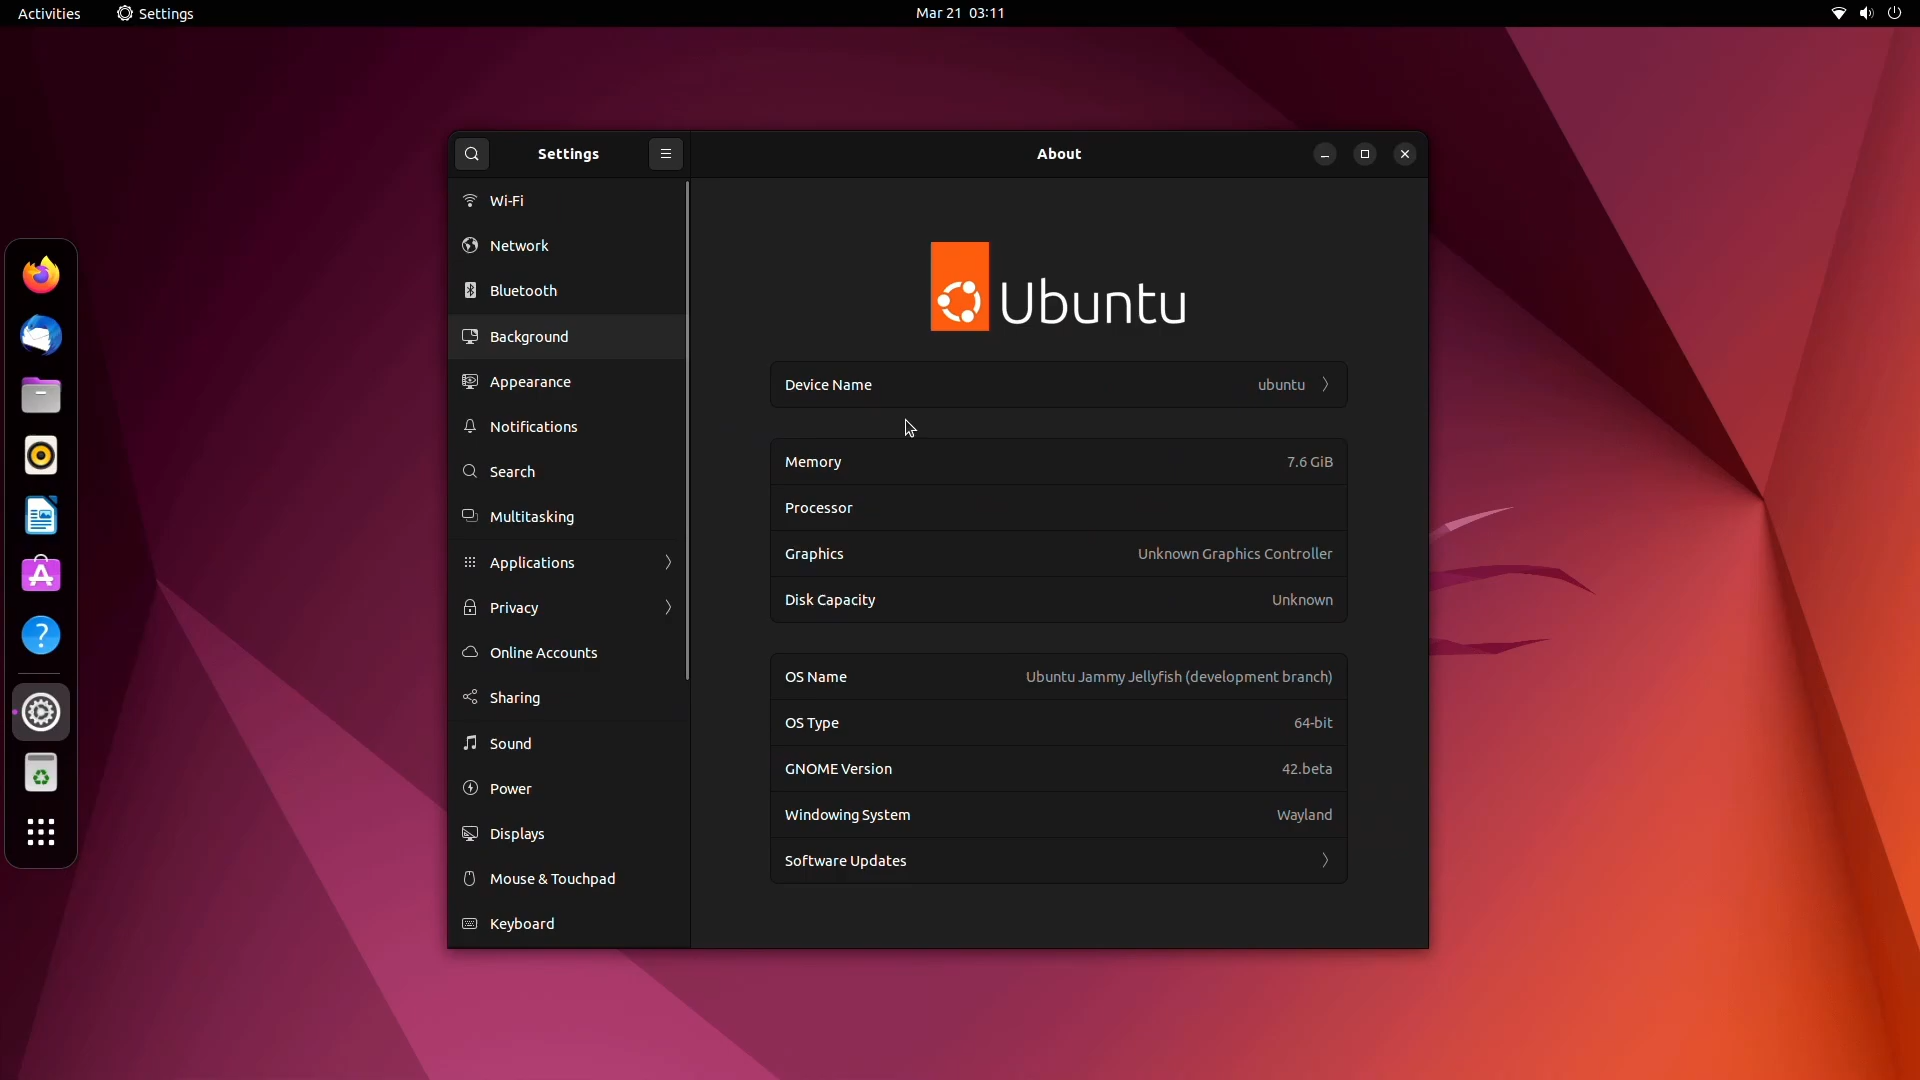 Activities
Settings
Mar 21 03:11
Settings
About
Wi-Fi
Network
Bluetooth
Background
Appearance
Notifications
Search
Multitasking
Applications
Privacy
Online Accounts
Sharing
Sound
Power
Displays
Mouse & Touchpad
Keyboard
Ubuntu
Device Name ubuntu
Memory 7.6 GiB
Processor
Graphics Unknown Graphics Controller
Disk Capacity Unknown
OS Name Ubuntu Jammy Jellyfish (development branch)
OS Type 64-bit
GNOME Version 42.beta
Windowing System Wayland
Software Updates